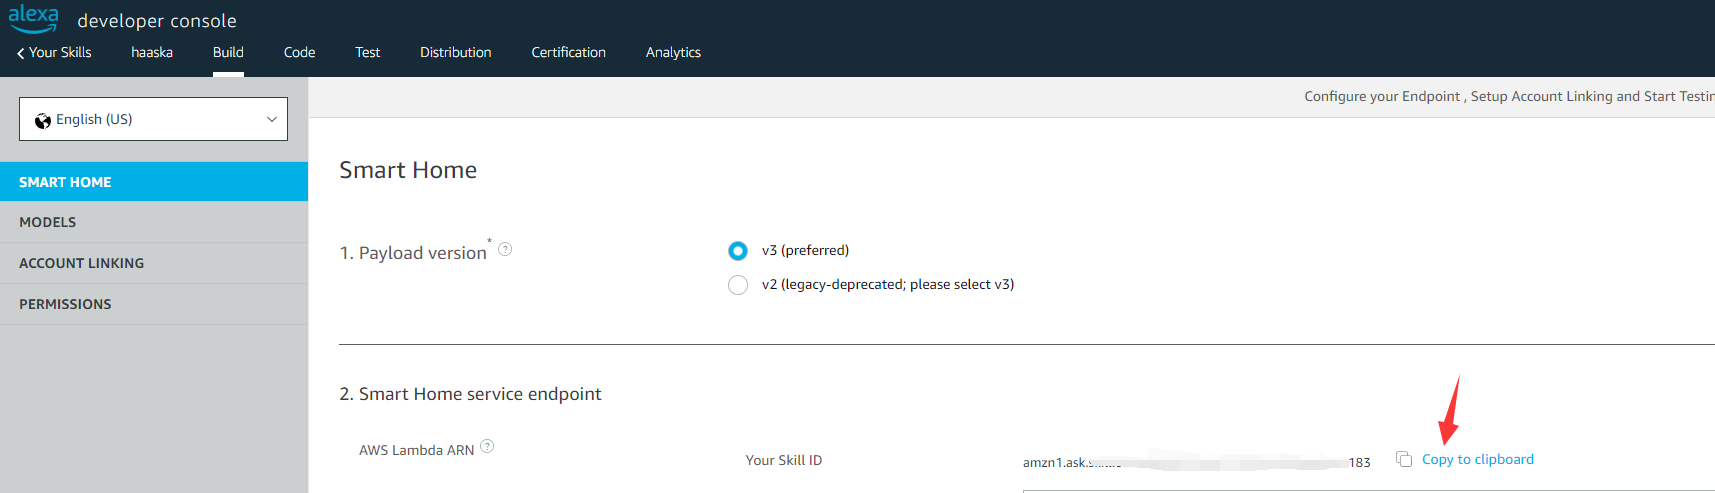 alexa
developer console
Your Skills haaska Build Code Test Distribution Certification Analytics
English (US)
Configure your Endpoint , Setup Account Linking and Start
SMART HOME
MODELS
ACCOUNT LINKING
PERMISSIONS
Smart Home
1. Payload version* ?
v3 (preferred)
v2 (legacy-deprecated; please select v3)
2. Smart Home service endpoint
AWS Lambda ARN ?
Your Skill ID
amzn1.ask. 183
Copy to clipboard